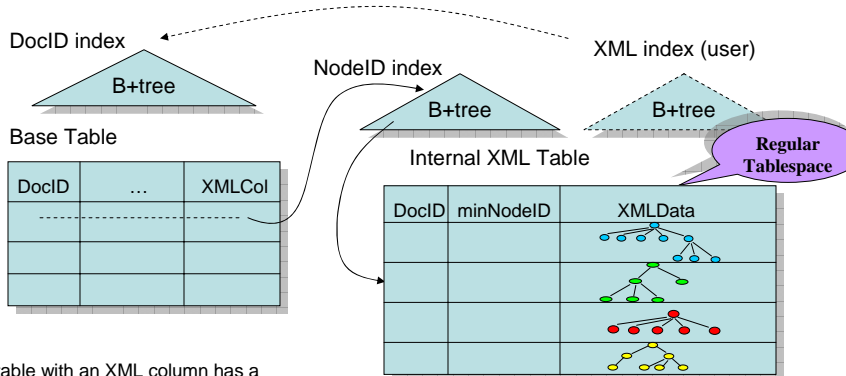 DocID index
XML index (user)
NodeID index
B+tree
B+tree
B+tree
Base Table
Internal XML Table
Regular
Tablespace
DocID … XMLCol
DocID minNodeID XMLData
table with an XML column has a